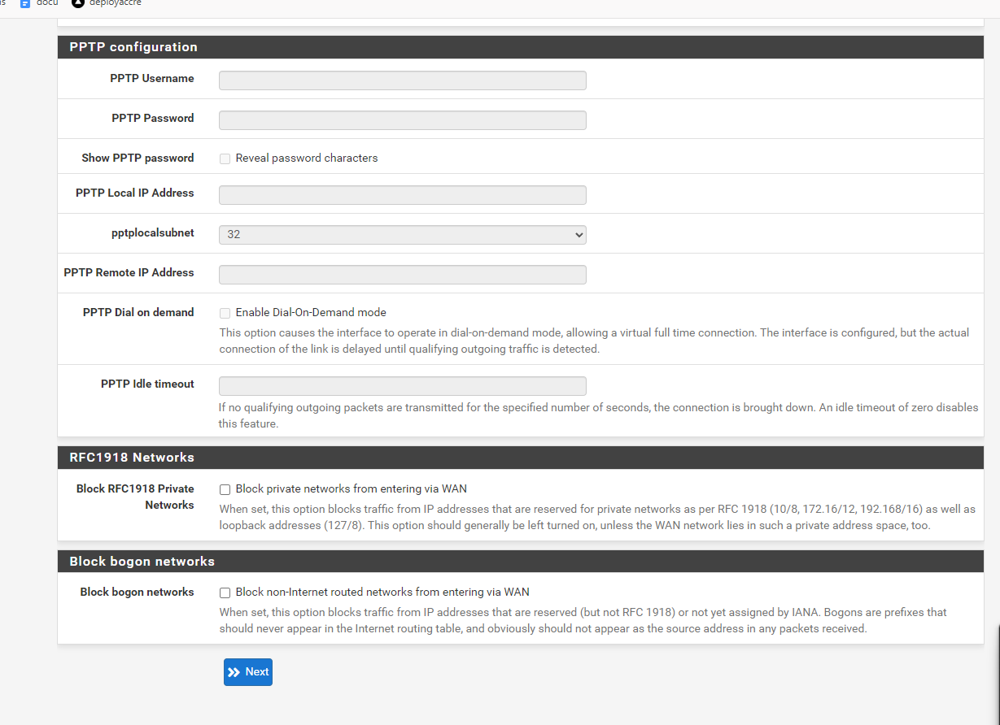 docu deployaccre
PPTP configuration
PPTP Username
PPTP Password
Show PPTP password Reveal password characters
PPTP Local IP Address
pptplocalsubnet 32
PPTP Remote IP Address
PPTP Dial on demand Enable Dial-On-Demand mode
This option causes the interface to operate in dial-on-demand mode, allowing a virtual full time connection. The interface is configured, but the actual
connection of the link is delayed until qualifying outgoing traffic is detected.
PPTP Idle timeout
If no qualifying outgoing packets are transmitted for the specified number of seconds, the connection is brought down. An idle timeout of zero disables
this feature.
RFC1918 Networks
Block RFC1918 Private
Networks
Block private networks from entering via WAN
When set, this option blocks traffic from IP addresses that are reserved for private networks as per RFC 1918 (10/8, 172.16/12, 192.168/16) as well as
loopback addresses (127/8). This option should generally be left turned on, unless the WAN network lies in such a private address space, too.
Block bogon networks
Block bogon networks Block non-Internet routed networks from entering via WAN
When set, this option blocks traffic from IP addresses that are reserved (but not RFC 1918) or not yet assigned by IANA. Bogons are prefixes that
should never appear in the Internet routing table, and obviously should not appear as the source address in any packets received.
Next